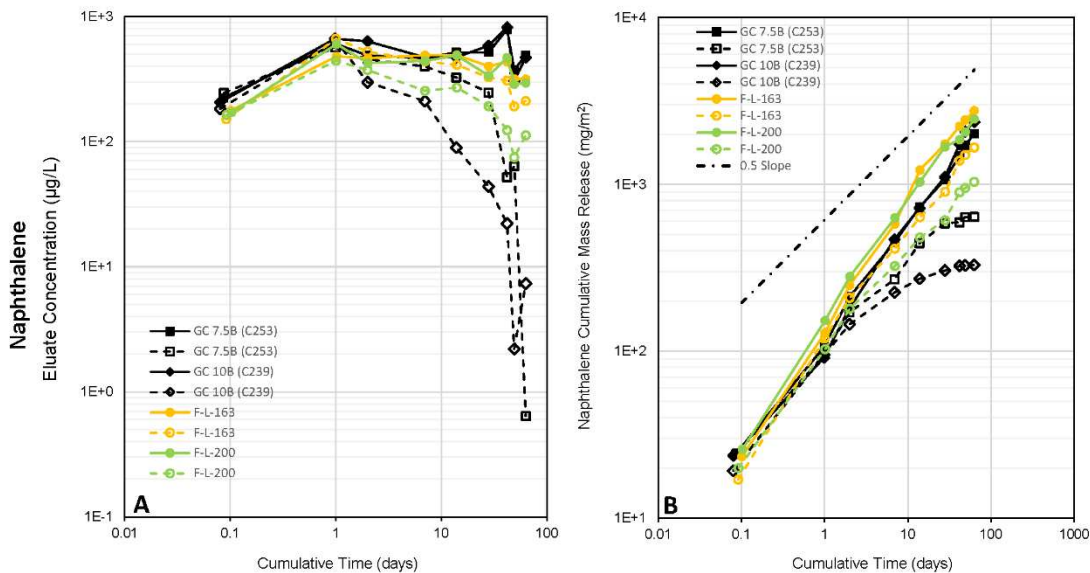 Naphthalene
Eluate Concentration (µg/L)
1E+3
1E+2
1E+1
1E+0
1E-1
GC 7.5B (C253)
GC 7.5B (C253)
GC 10B (C239)
GC 10B (C239)
F-L-163
F-L-163
F-L-200
F-L-200
A
0.01
0.1
1
10
100
Cumulative Time (days)
Naphthalene Cumulative Mass Release (mg/m²)
1E+4
1E+3
1E+2
1E+1
GC 7.5B (C253)
GC 7.5B (C253)
GC 10B (C239)
GC 10B (C239)
F-L-163
F-L-163
F-L-200
F-L-200
0.5 Slope
B
0.01
0.1
1
10
100
1000
Cumulative Time (days)